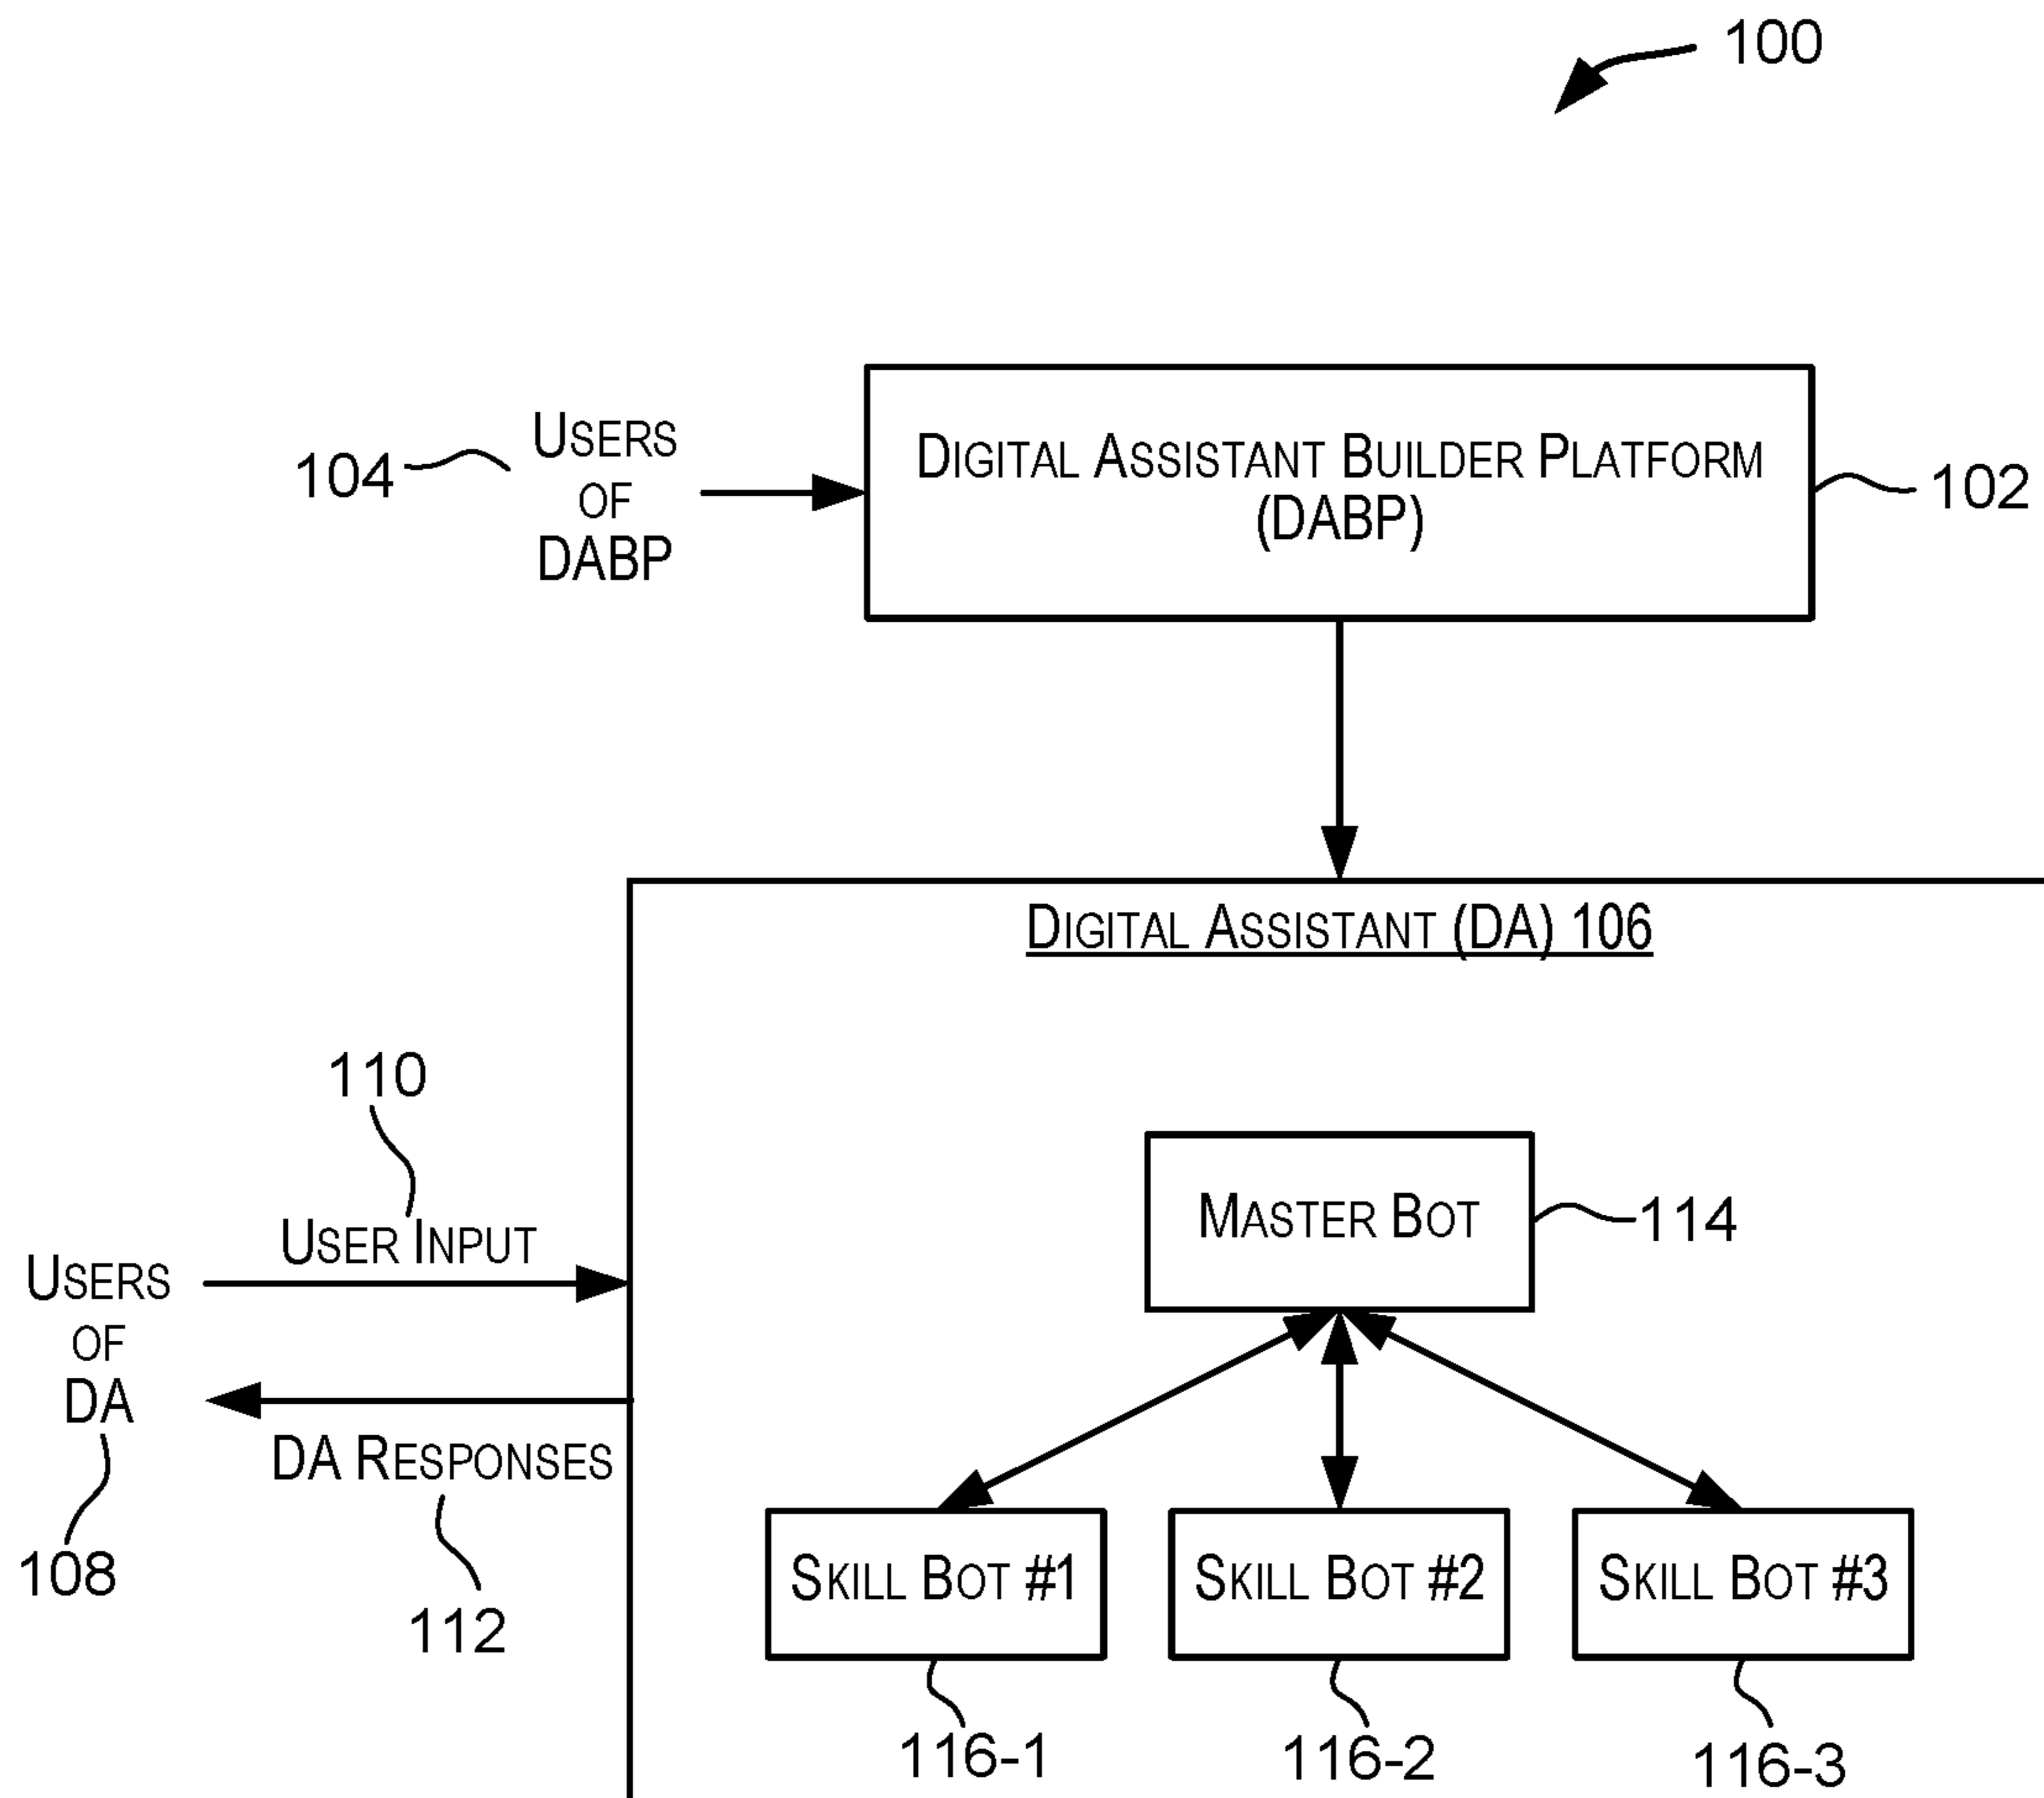 100
USERS
OF
DABP
104
DIGITAL ASSISTANT BUILDER PLATFORM
(DABP)
102
DIGITAL ASSISTANT (DA) 106
110
USER INPUT
USERS
OF
DA
DA RESPONSES
108
112
MASTER BOT
114
SKILL BOT #1
SKILL BOT #2
SKILL BOT #3
116-1
116-2
116-3